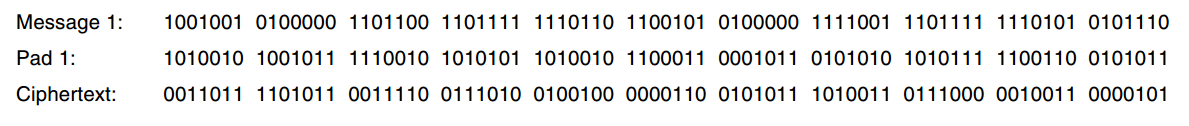 Message 1: 1001001 0100000 1101100 1101111 1110110 1100101 0100000 1111001 1101111 1110101 0101110
Pad 1: 1010010 1001011 1110010 1010101 1010010 1100011 0001011 0101010 1010111 1100110 0101011
Ciphertext: 0011011 1101011 0011110 0111010 0100100 0000110 0101011 1010011 0111000 0010011 0000101